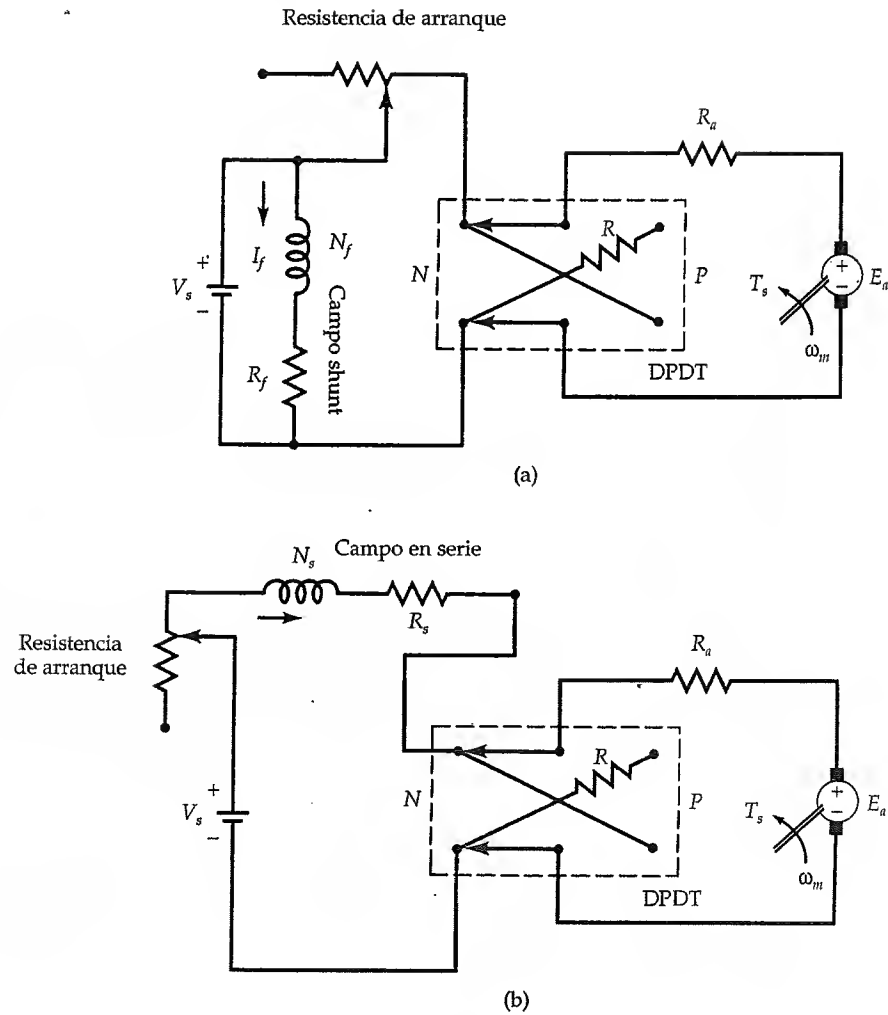 Resistencia de arranque
R_a
R
N_f
N
P
I_f
+
V_s
−
T_s
+
−
E_a
Campo shunt
R_f
DPDT
ω_m
(a)
N_s
Campo en serie
R_s
Resistencia
de arranque
R_a
R
N
P
+
V_s
−
T_s
+
−
E_a
DPDT
ω_m
(b)